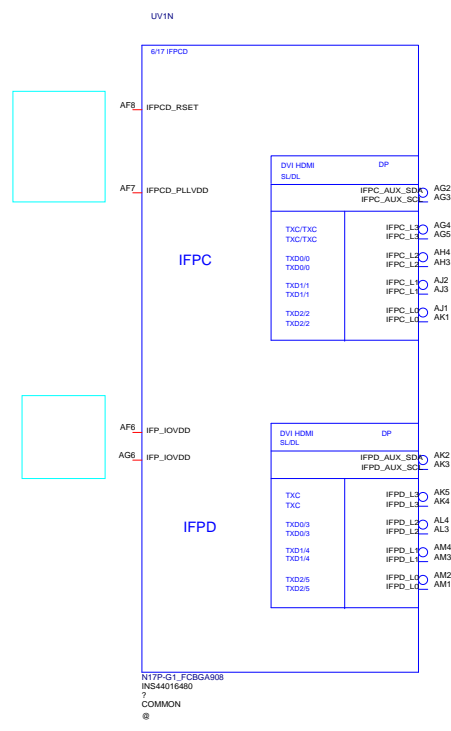 UV1N
6/17 IFPCD
AF8 IFPCD_RSET
AF7 IFPCD_PLLVDD
DVI HDMI DP
SL/DL
IFPC_AUX_SDA AG2
IFPC_AUX_SCL AG3
TXC/TXC IFPC_L3 AG4
TXC/TXC IFPC_L3 AG5
IFPC
TXD0/0 IFPC_L2 AH4
TXD0/0 IFPC_L2 AH3
TXD1/1 IFPC_L1 AJ2
TXD1/1 IFPC_L1 AJ3
TXD2/2 IFPC_L0 AJ1
TXD2/2 IFPC_L0 AK1
AF6 IFP_IOVDD
AG6 IFP_IOVDD
DVI HDMI DP
SL/DL
IFPD_AUX_SDA AK2
IFPD_AUX_SCL AK3
TXC IFPD_L3 AK5
TXC IFPD_L3 AK4
IFPD
TXD0/3 IFPD_L2 AL4
TXD0/3 IFPD_L2 AL3
TXD1/4 IFPD_L1 AM4
TXD1/4 IFPD_L1 AM3
TXD2/5 IFPD_L0 AM2
TXD2/5 IFPD_L0 AM1
N17P-G1_FCBGA908
INS44016480
?
COMMON
@